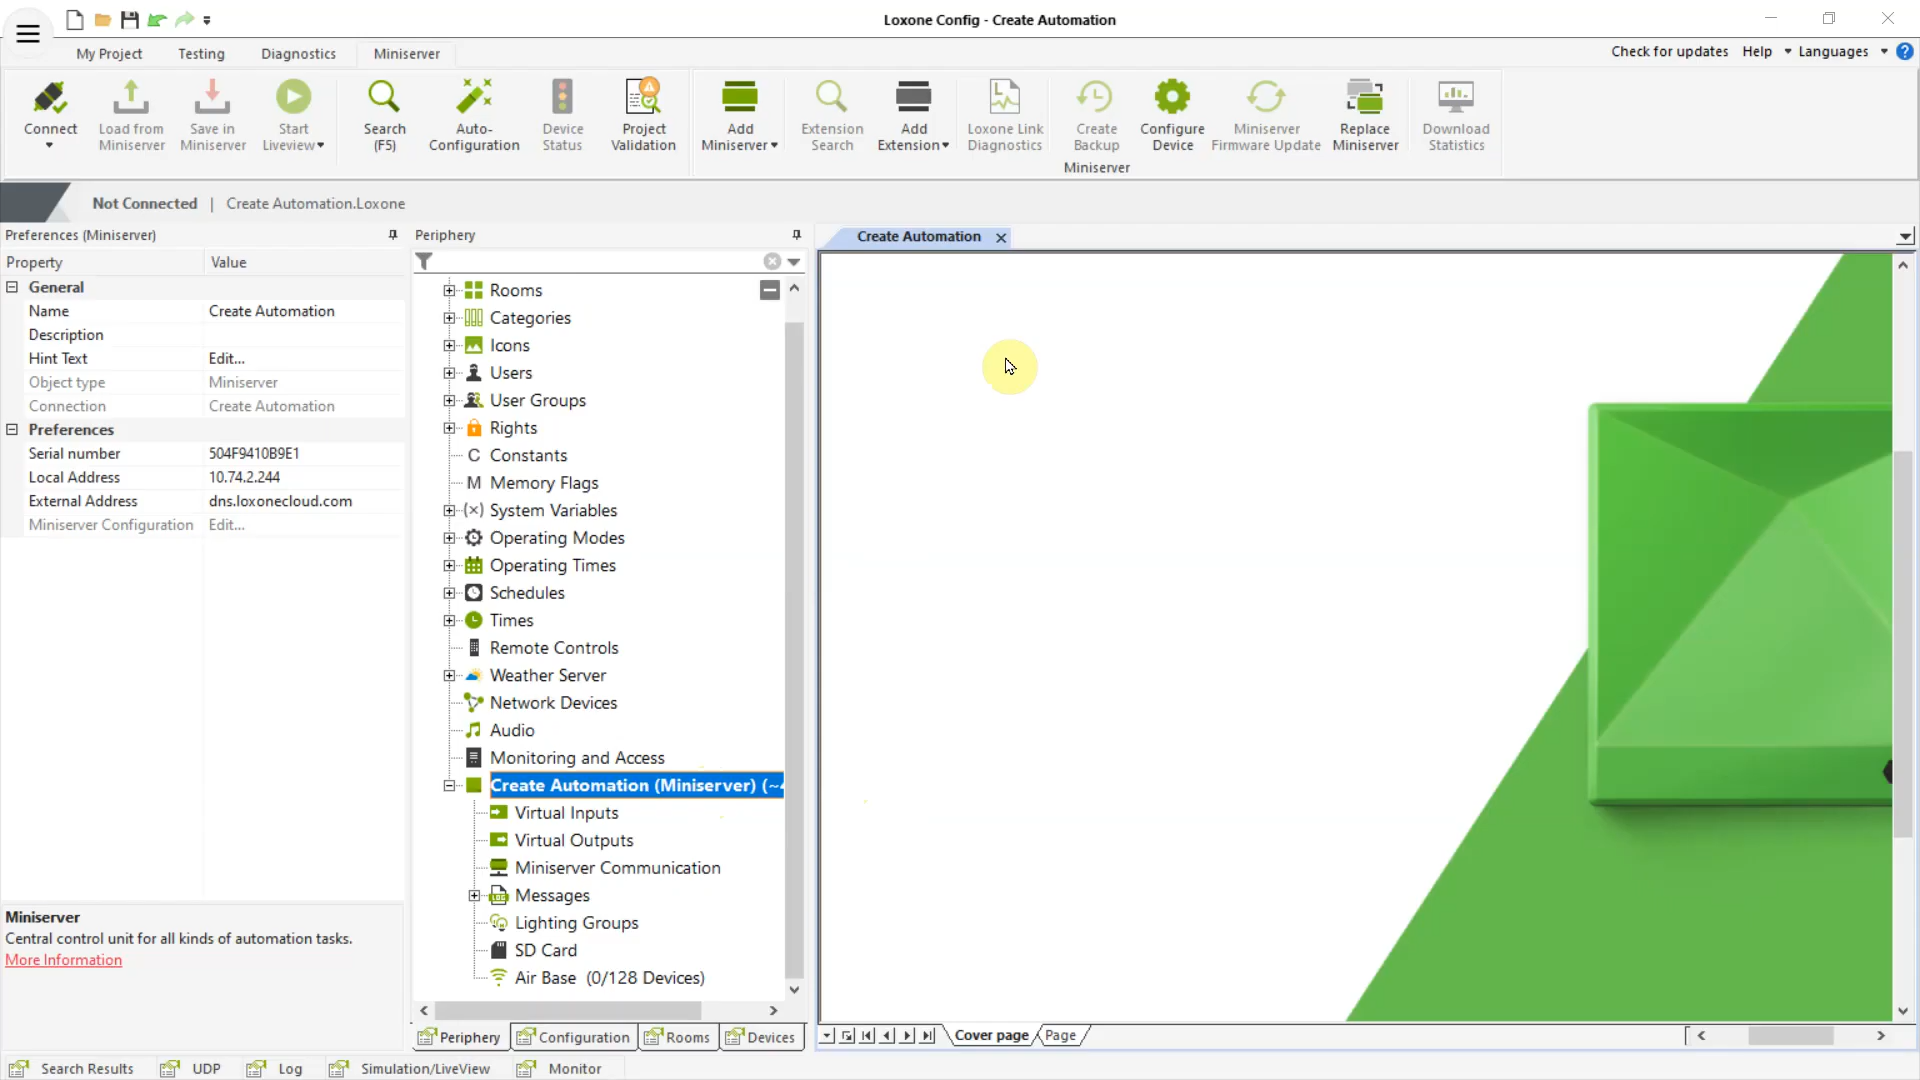 Loxone Config - Create Automation
My Project
Testing
Diagnostics
Miniserver
Check for updates
Help
Languages
Connect
Load from
Miniserver
Save in
Miniserver
Start
Liveview
Search
(F5)
Auto-
Configuration
Device
Status
Project
Validation
Add
Miniserver
Extension
Search
Add
Extension
Loxone Link
Diagnostics
Create
Backup
Configure
Device
Miniserver
Firmware Update
Replace
Miniserver
Download
Statistics
Miniserver
Not Connected | Create Automation.Loxone
Preferences (Miniserver)
Property Value
General
Name Create Automation
Description
Hint Text Edit...
Object type Miniserver
Connection Create Automation
Preferences
Serial number 504F9410B9E1
Local Address 10.74.2.244
External Address dns.loxonecloud.com
Miniserver Configuration Edit...
Miniserver
Central control unit for all kinds of automation tasks.
More Information
Periphery
Rooms
Categories
Icons
Users
User Groups
Rights
C Constants
M Memory Flags
(×) System Variables
Operating Modes
Operating Times
Schedules
Times
Remote Controls
Weather Server
Network Devices
Audio
Monitoring and Access
Create Automation (Miniserver) (~
Virtual Inputs
Virtual Outputs
Miniserver Communication
LOG
Messages
Lighting Groups
SD Card
Air Base (0/128 Devices)
Periphery
Configuration
Rooms
Devices
Create Automation
Cover page
Page
Search Results
UDP
Log
Simulation/LiveView
Monitor